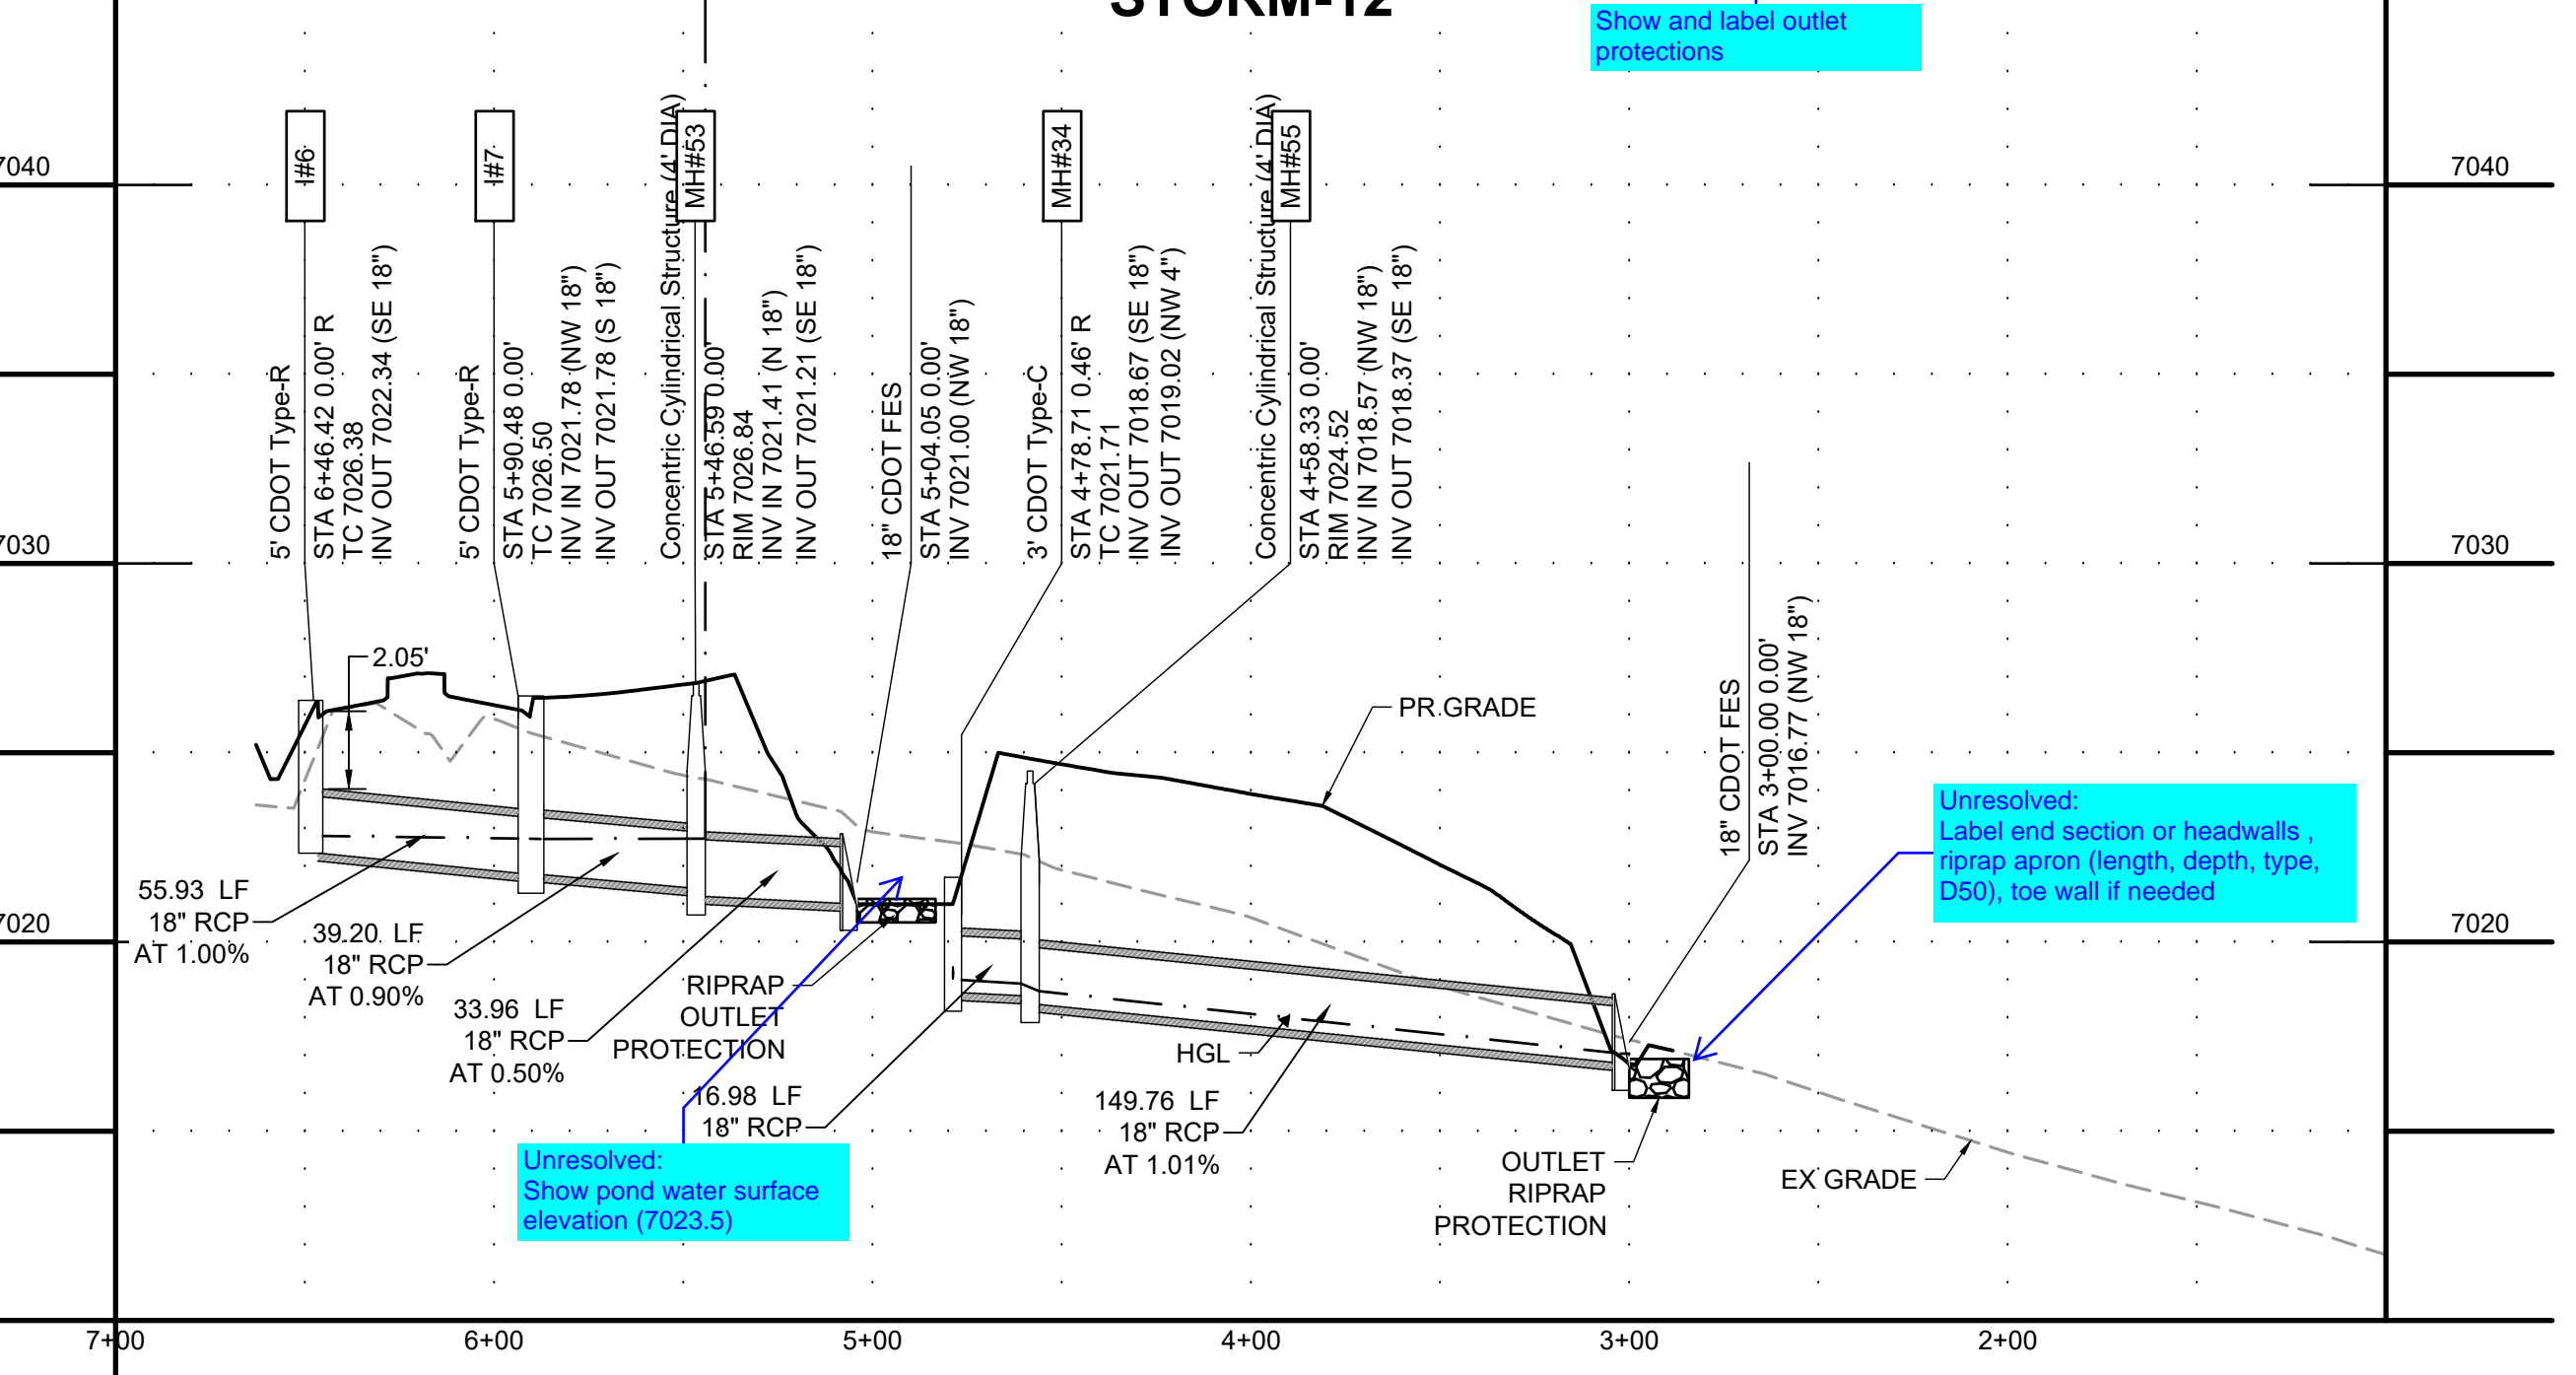 STORM-12
Show and label outlet
protections
7040
7040
I#6
I#7
MH#53
MH#34
MH#55
5' CDOT Type-R
STA 6+46.42 0.00' R
TC 7026.38
INV OUT 7022.34 (SE 18")
5' CDOT Type-R
STA 5+90.48 0.00'
TC 7026.50
INV IN 7021.78 (NW 18")
INV OUT 7021.78 (S 18")
Concentric Cylindrical Structure (4' DIA)
STA 5+46.59 0.00'
RIM 7026.84
INV IN 7021.41 (N 18")
INV OUT 7021.21 (SE 18")
18" CDOT FES
STA 5+04.05 0.00'
INV 7021.00 (NW 18")
3' CDOT Type-C
STA 4+78.71 0.46' R
TC 7021.71
INV OUT 7018.67 (SE 18")
INV OUT 7019.02 (NW 4")
Concentric Cylindrical Structure (4' DIA)
STA 4+58.33 0.00'
RIM 7024.52
INV IN 7018.57 (NW 18")
INV OUT 7018.37 (SE 18")
7030
7030
18" CDOT FES
STA 3+00.00 0.00'
INV 7016.77 (NW 18")
2.05'
PR.GRADE
Unresolved:
Label end section or headwalls ,
riprap apron (length, depth, type,
D50), toe wall if needed
55.93 LF
18" RCP
AT 1.00%
39.20 LF
18" RCP
AT 0.90%
33.96 LF
18" RCP
AT 0.50%
RIPRAP
OUTLET
PROTECTION
16.98 LF
18" RCP
HGL
149.76 LF
18" RCP
AT 1.01%
7020
7020
Unresolved:
Show pond water surface
elevation (7023.5)
OUTLET
RIPRAP
PROTECTION
EX GRADE
7+00
6+00
5+00
4+00
3+00
2+00